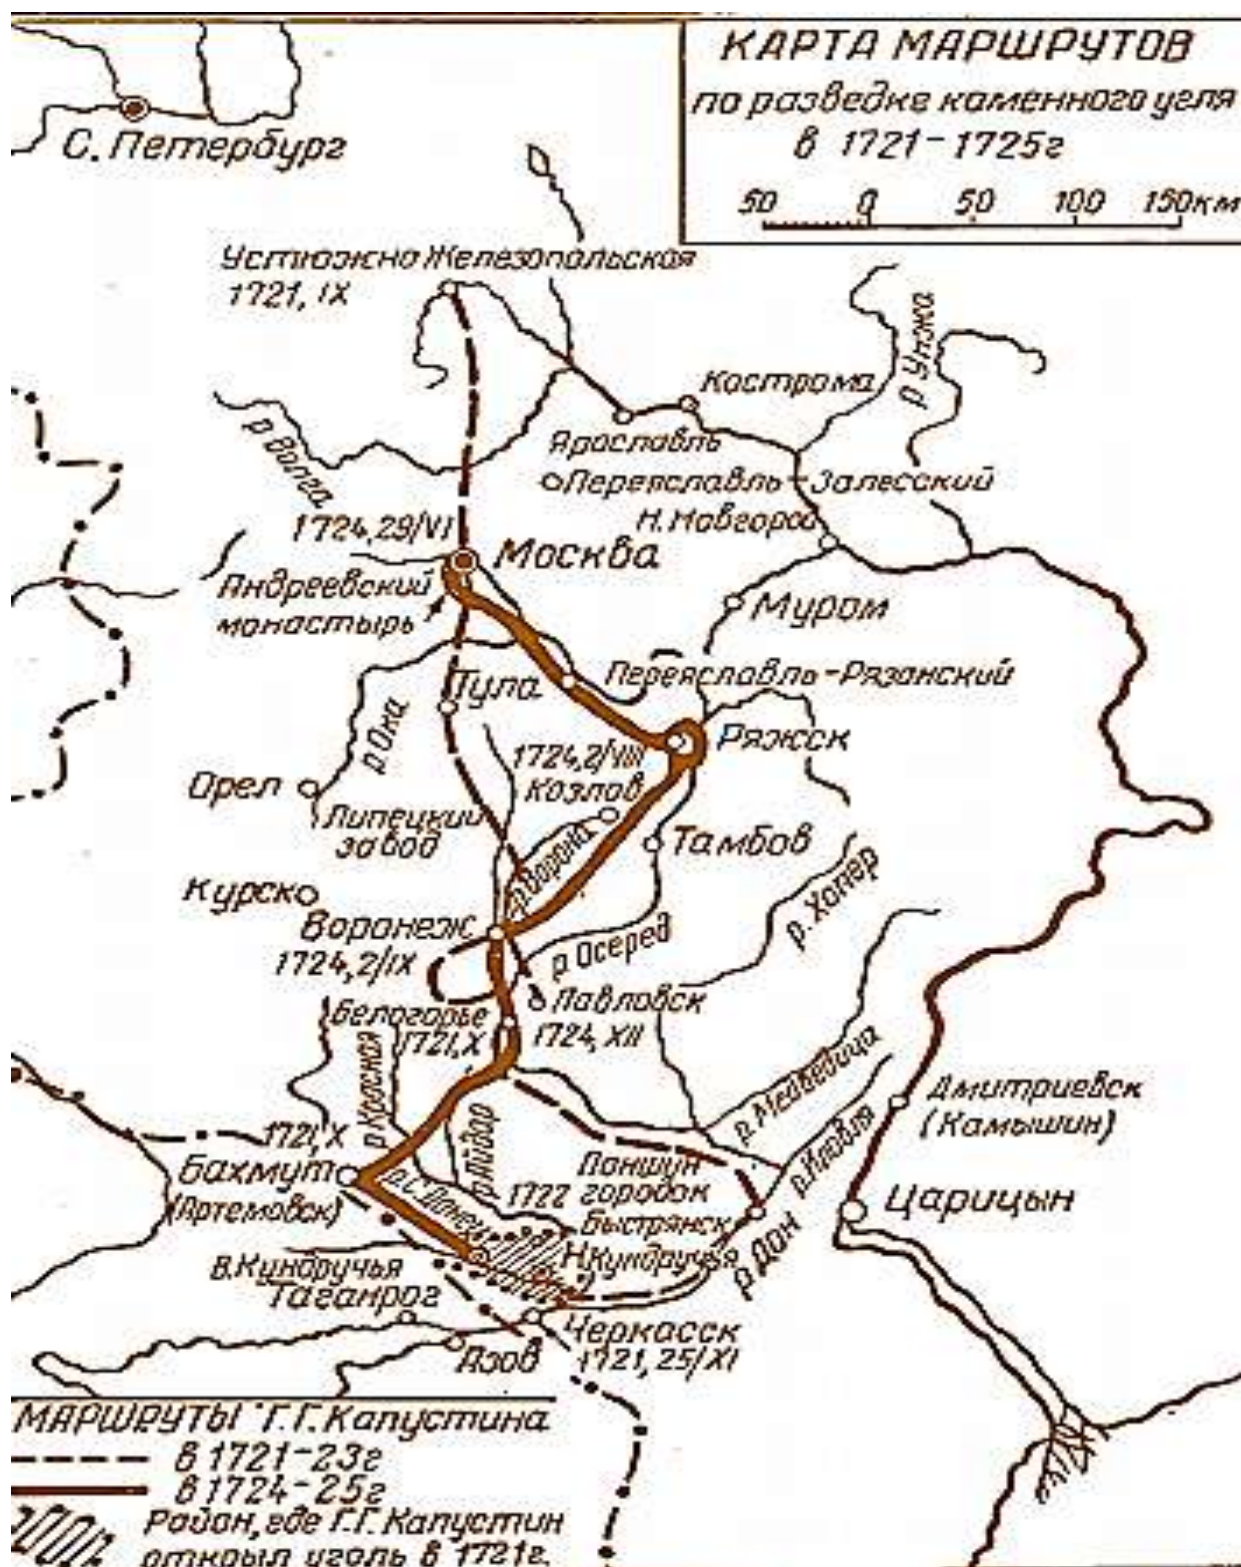 КАРТА МАРШРУТОВ
по разведке каменного угля
в 1721-1725г
50 0 50 100 150км
С. Петербург
Устюжно Железопольская
1721, IX
р. Унжа
Кострома
р. Волга
Ярославль
Переяславль-Залесский
Н. Новгород
1724, 29/VI
Москва
Андреевский
монастырь
Муром
Переяславль-Рязанский
Тула
р Ока
1724, 2/VIII
Ряжск
Козлов
Орел
Липецкий
завод
Тамбов
р. Ворона
р. Хопер
Курск
Воронеж
1724, 2/IX
р Осеред
Павловск
1724, XII
Белогорье
1721, X
р Красная
р. Медведица
Дмитриевск
(Камышин)
1721, X
р. Айдар
р. Иловля
Бахмут
(Артемовск)
р. С. Донец
1722
Паншин
городок
Царицын
Быстрянск
Н. Кундручья
р. Дон
В. Кундручья
Таганрог
Черкасск
1721, 25/XI
Азов
МАРШРУТЫ Г.Г. Капустина
в 1721-23г
в 1724-25г
Район, где Г.Г. Капустин
открыл уголь в 1721г.